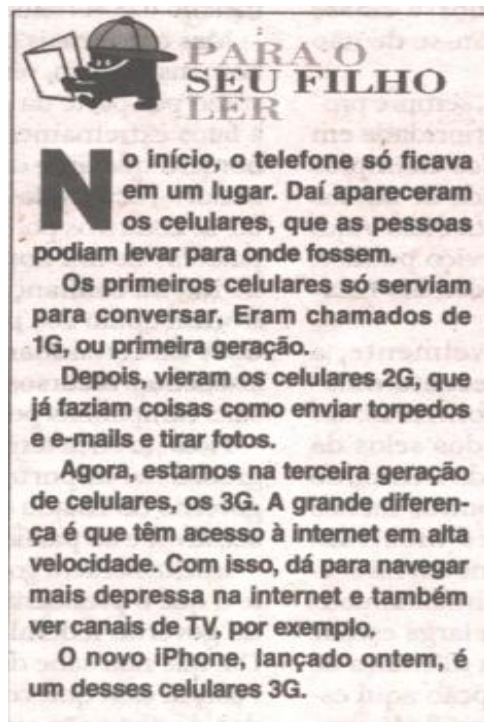 PARA O
SEU FILHO
LER
No início, o telefone só ficava
em um lugar. Daí apareceram
os celulares, que as pessoas
podiam levar para onde fossem.
Os primeiros celulares só serviam
para conversar. Eram chamados de
1G, ou primeira geração.
Depois, vieram os celulares 2G, que
já faziam coisas como enviar torpedos
e e-mails e tirar fotos.
Agora, estamos na terceira geração
de celulares, os 3G. A grande diferen-
ça é que têm acesso à internet em alta
velocidade. Com isso, dá para navegar
mais depressa na internet e também
ver canais de TV, por exemplo.
O novo iPhone, lançado ontem, é
um desses celulares 3G.